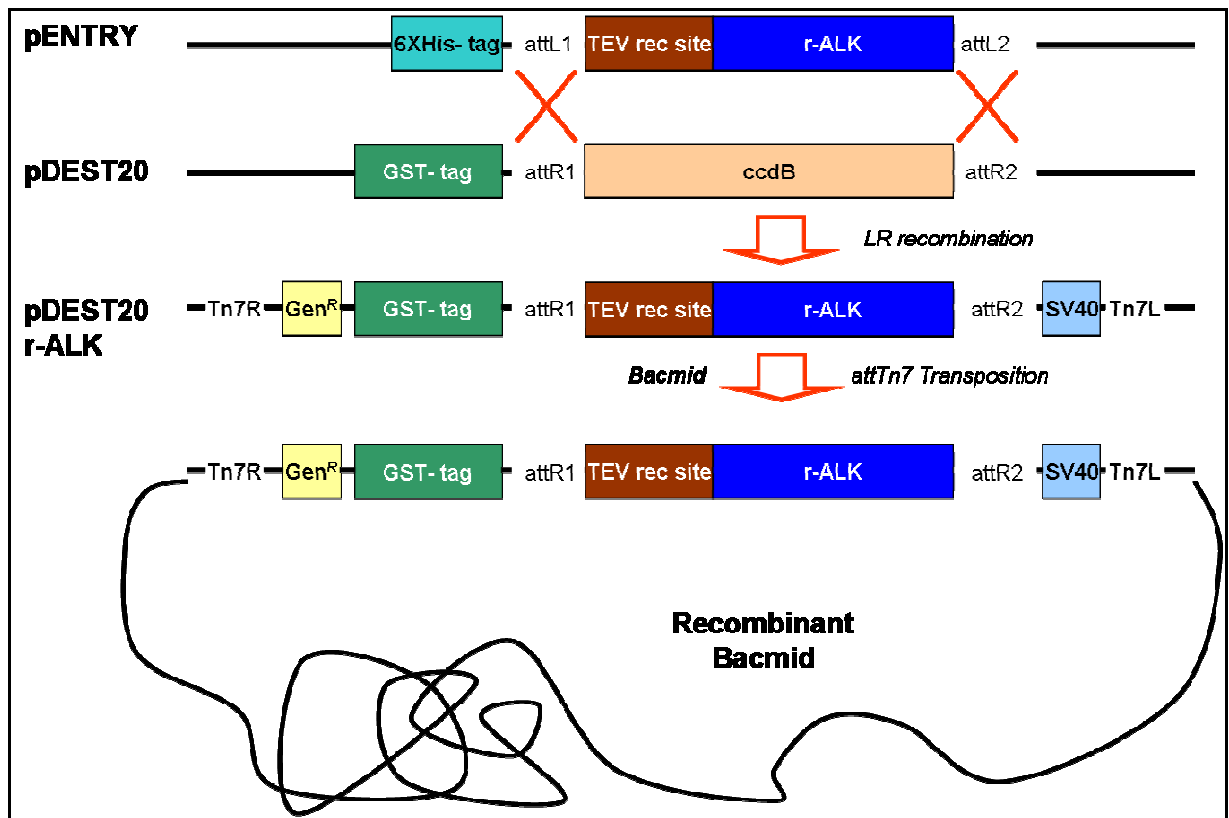 pENTRY
6XHis- tag
attL1
TEV rec site
r-ALK
attL2
pDEST20
GST- tag
attR1
ccdB
attR2
LR recombination
pDEST20
r-ALK
Tn7R
Gen^R
GST- tag
attR1
TEV rec site
r-ALK
attR2
SV40
Tn7L
Bacmid
attTn7 Transposition
Tn7R
Gen^R
GST- tag
attR1
TEV rec site
r-ALK
attR2
SV40
Tn7L
Recombinant
Bacmid